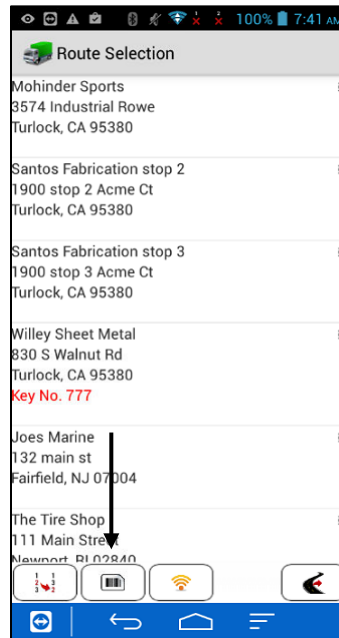 100% 7:41 AM
Route Selection
Mohinder Sports
3574 Industrial Rowe
Turlock, CA 95380
Santos Fabrication stop 2
1900 stop 2 Acme Ct
Turlock, CA 95380
Santos Fabrication stop 3
1900 stop 3 Acme Ct
Turlock, CA 95380
Willey Sheet Metal
830 S Walnut Rd
Turlock, CA 95380
Key No. 777
Joes Marine
132 main st
Fairfield, NJ 07004
The Tire Shop
111 Main Street
Newport, RI 02840